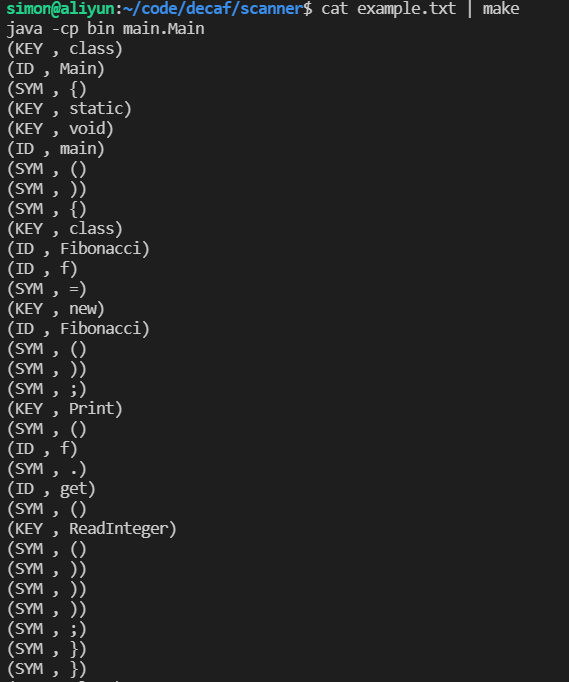 simon@aliyun:~/code/decaf/scanner$ cat example.txt | make
java -cp bin main.Main
(KEY , class)
(ID , Main)
(SYM , {)
(KEY , static)
(KEY , void)
(ID , main)
(SYM , ()
(SYM , ))
(SYM , {)
(KEY , class)
(ID , Fibonacci)
(ID , f)
(SYM , =)
(KEY , new)
(ID , Fibonacci)
(SYM , ()
(SYM , ))
(SYM , ;)
(KEY , Print)
(SYM , ()
(ID , f)
(SYM , .)
(ID , get)
(SYM , ()
(KEY , ReadInteger)
(SYM , ()
(SYM , ))
(SYM , ))
(SYM , ))
(SYM , ;)
(SYM , })
(SYM , })